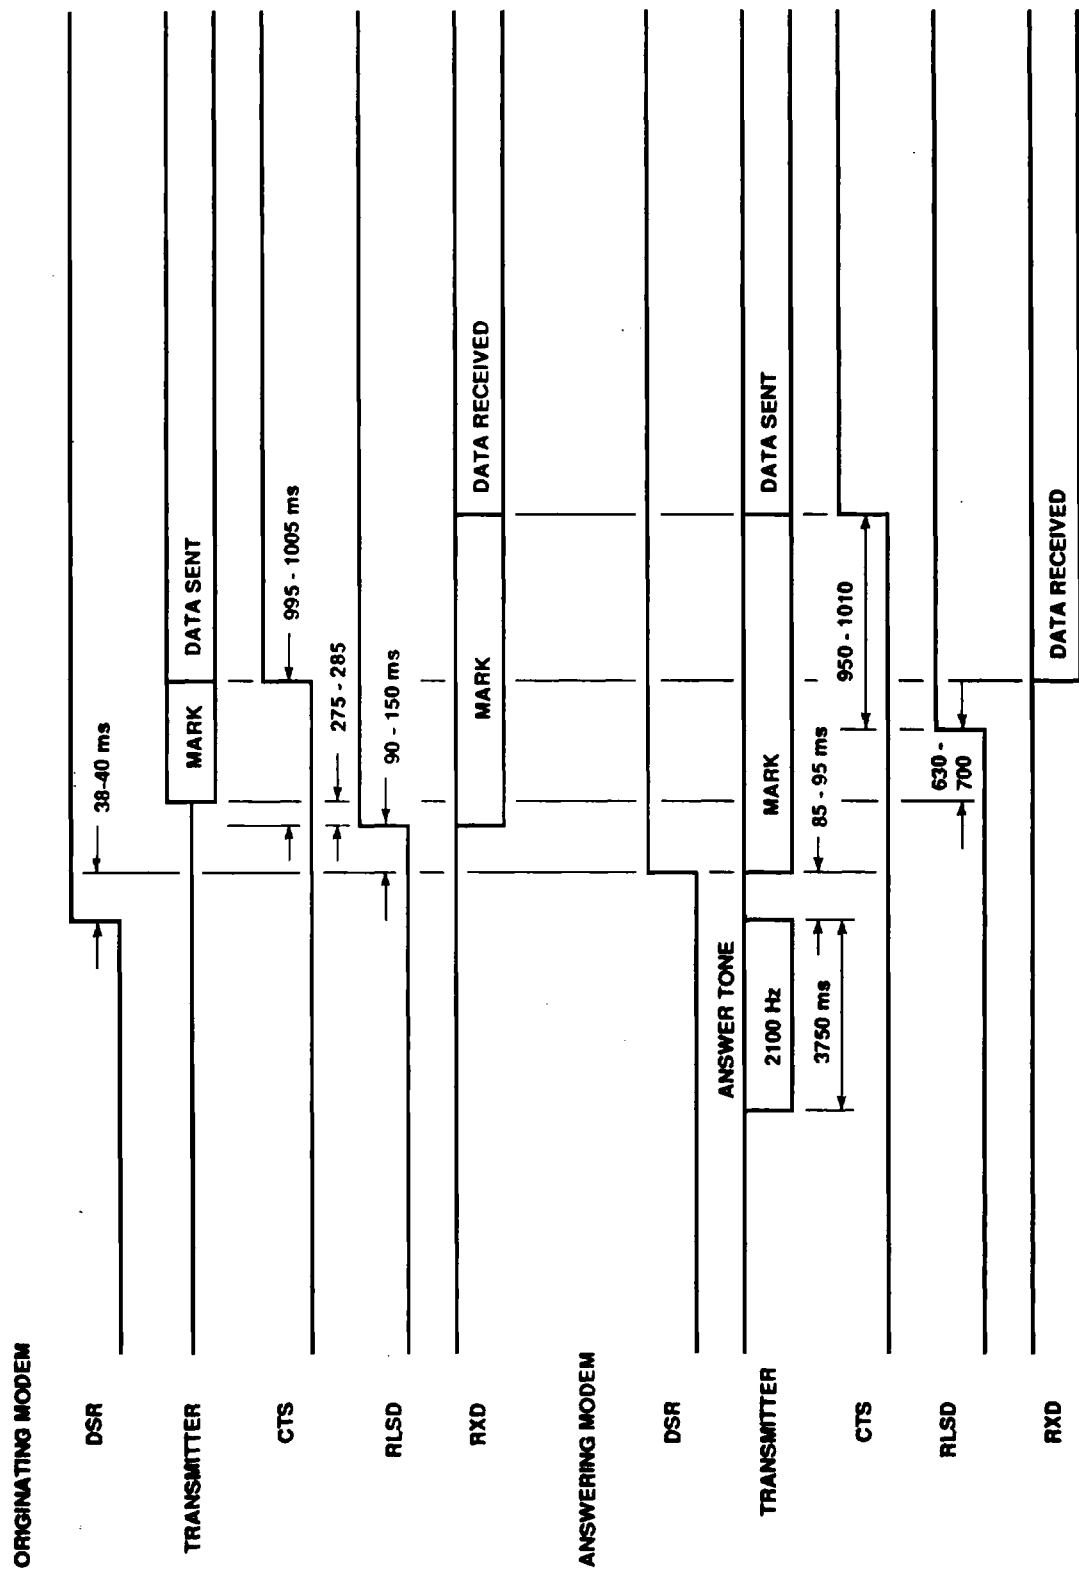 ORIGINATING MODEM
DSR
38-40 ms
TRANSMITTER
MARK
DATA SENT
CTS
995 - 1005 ms
275 - 285
RLSD
90 - 150 ms
RXD
MARK
DATA RECEIVED
ANSWERING MODEM
DSR
ANSWER TONE
TRANSMITTER
2100 Hz
MARK
DATA SENT
3750 ms
85 - 95 ms
CTS
950 - 1010
RLSD
630 -
700
RXD
DATA RECEIVED